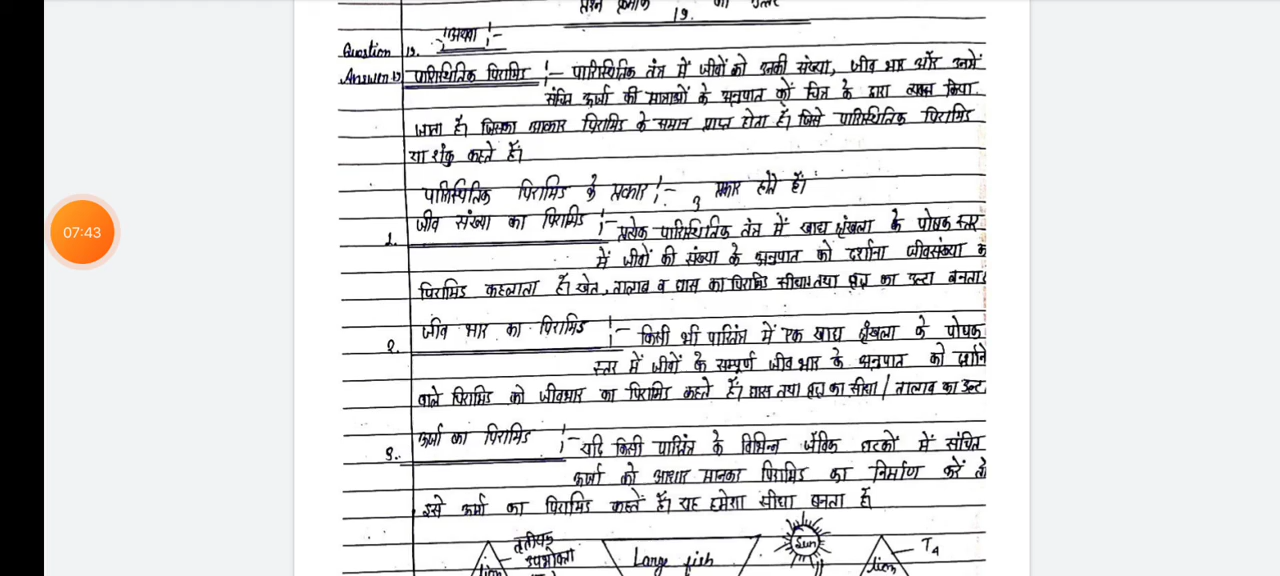 प्रश्न क्रमांक 19. का उत्तर
"अथवा" :-
Question 19.
Answer 19 पारिस्थितिक पिरामिड :- पारिस्थितिक तंत्र में जीवों को उनकी संख्या, जीव भार और उनमें
संचित ऊर्जा की मात्राओं के अनुपात को चित्र के द्वारा व्यक्त किया
जाता है। जिसका आकार पिरामिड के समान प्राप्त होता है। जिसे पारिस्थितिक पिरामिड
या शंकु कहते हैं।
पारिस्थितिक पिरामिड के प्रकार :- 3 प्रकार होते हैं।
1. जीव संख्या का पिरामिड :- प्रत्येक पारिस्थितिक तंत्र में खाद्य श्रृंखला के पोषक स्तर
में जीवों की संख्या के अनुपात को दर्शाना जीवसंख्या क
पिरामिड कहलाता है। खेत, तालाब व घास का पिरामिड सीधा तथा वृक्ष का उल्टा बनता
2. जीव भार का पिरामिड :- किसी भी पारितंत्र में एक खाद्य श्रृंखला के पोषक
स्तर में जीवों के सम्पूर्ण जीव भार के अनुपात को दर्शाने
वाले पिरामिड को जीवभार का पिरामिड कहते हैं। घास तथा वृक्ष का सीधा / तालाब का उल्ट
3. ऊर्जा का पिरामिड :- यदि किसी पारितंत्र के विभिन्न जैविक घटकों में संचित
ऊर्जा को आधार मानकर पिरामिड का निर्माण करें तो
इसे ऊर्जा का पिरामिड कहते हैं। यह हमेशा सीधा बनता है।
तृतीयक
उपभोक्ता
lion
Large fish
Sun
lion
T4
07:43